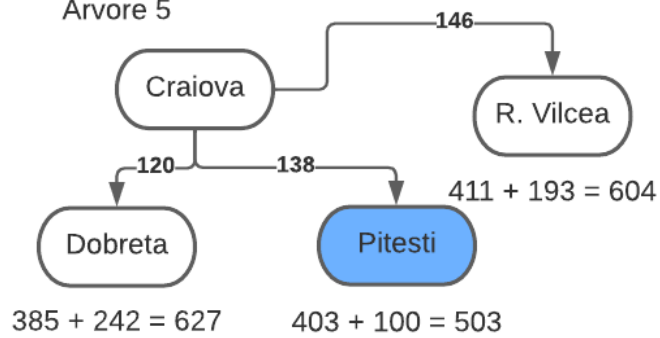 Arvore 5
146
Craiova
R. Vilcea
120
138
411 + 193 = 604
Dobreta
Pitesti
385 + 242 = 627
403 + 100 = 503